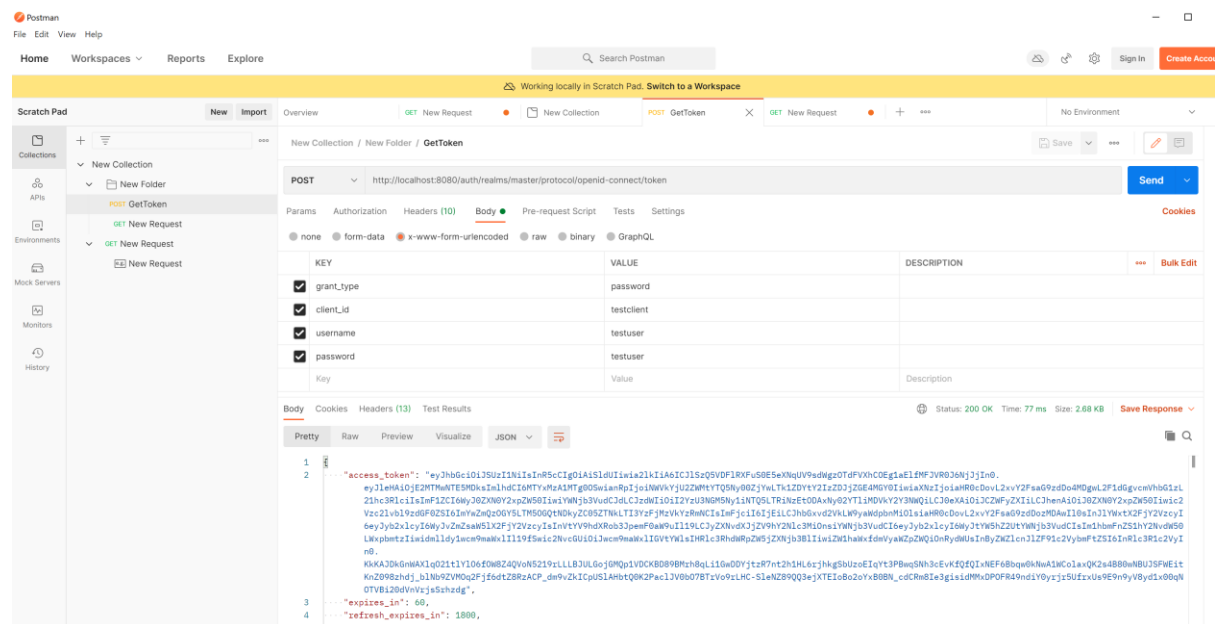 Postman
File Edit View Help
Home Workspaces Reports Explore
Search Postman
Sign In
Create Accou
Working locally in Scratch Pad. Switch to a Workspace
Scratch Pad
New Import
Overview
GET New Request
New Collection
POST GetToken
GET New Request
No Environment
Collections
APIs
Environments
Mock Servers
Monitors
History
New Collection
New Folder
POST GetToken
GET New Request
GET New Request
New Request
New Collection / New Folder / GetToken
Save
POST
http://localhost:8080/auth/realms/master/protocol/openid-connect/token
Send
Params Authorization Headers (10) Body Pre-request Script Tests Settings
Cookies
none form-data x-www-form-urlencoded raw binary GraphQL
KEY VALUE DESCRIPTION
Bulk Edit
grant_type password
client_id testclient
username testuser
password testuser
Key Value Description
Body Cookies Headers (13) Test Results
Status: 200 OK Time: 77 ms Size: 2.68 KB
Save Response
Pretty Raw Preview Visualize JSON
1 {
2 "access_token":
3 "expires_in": 60,
4 "refresh_expires_in": 1800,